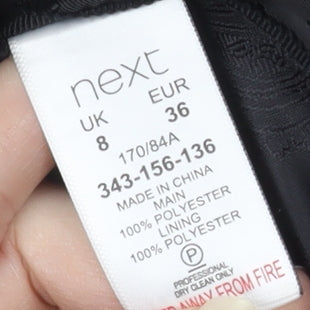 next
UK EUR
8 36
170/84A
343-156-136
MADE IN CHINA
MAIN
100% POLYESTER
LINING
100% POLYESTER
P
PROFESSIONAL
DRY CLEAN ONLY
AWAY FROM FIRE